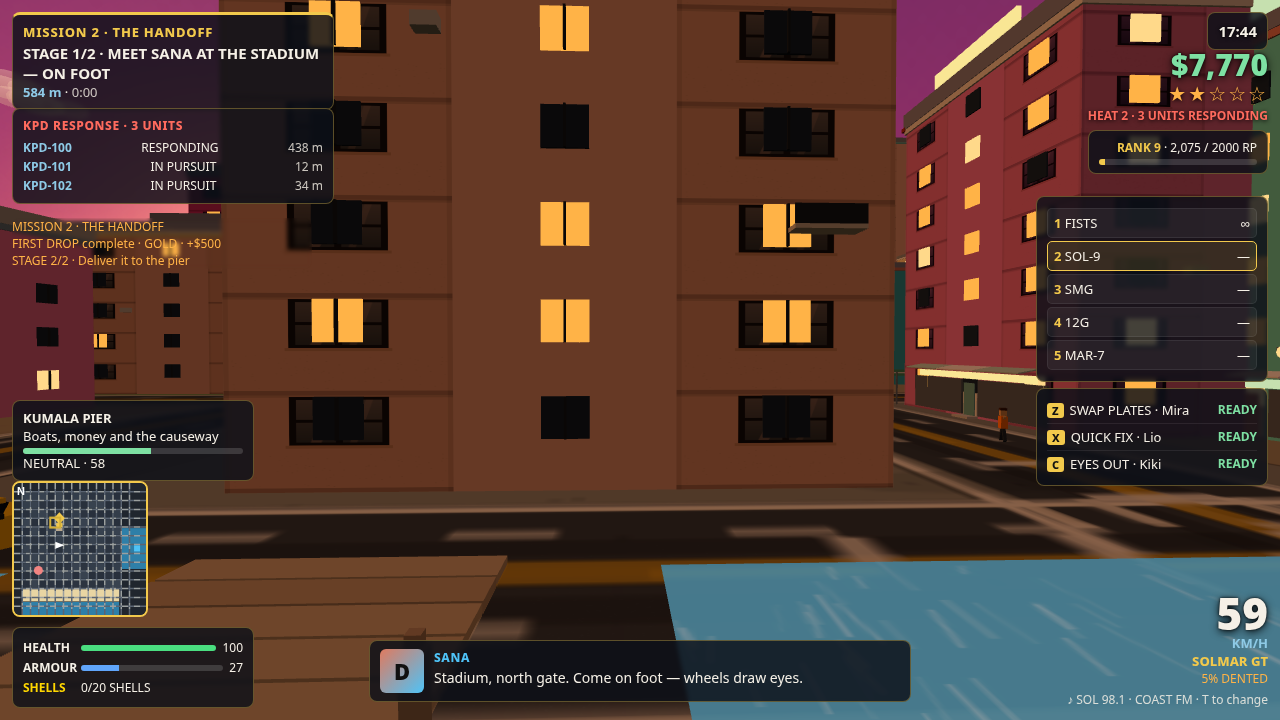 MISSION 2 · THE HANDOFF
STAGE 1/2 · MEET SANA AT THE STADIUM
— ON FOOT
584 m · 0:00
KPD RESPONSE · 3 UNITS
KPD-100 RESPONDING 438 m
KPD-101 IN PURSUIT 12 m
KPD-102 IN PURSUIT 34 m
MISSION 2 · THE HANDOFF
FIRST DROP complete · GOLD · +$500
STAGE 2/2 · Deliver it to the pier
KUMALA PIER
Boats, money and the causeway
NEUTRAL · 58
N
HEALTH 100
ARMOUR 27
SHELLS 0/20 SHELLS
D
SANA
Stadium, north gate. Come on foot — wheels draw eyes.
17:44
$7,770
★★☆☆☆☆
HEAT 2 · 3 UNITS RESPONDING
RANK 9 · 2,075 / 2000 RP
1 FISTS ∞
2 SOL-9 —
3 SMG —
4 12G —
5 MAR-7 —
Z SWAP PLATES · Mira READY
X QUICK FIX · Lio READY
C EYES OUT · Kiki READY
59
KM/H
SOLMAR GT
5% DENTED
♪ SOL 98.1 · COAST FM · T to change